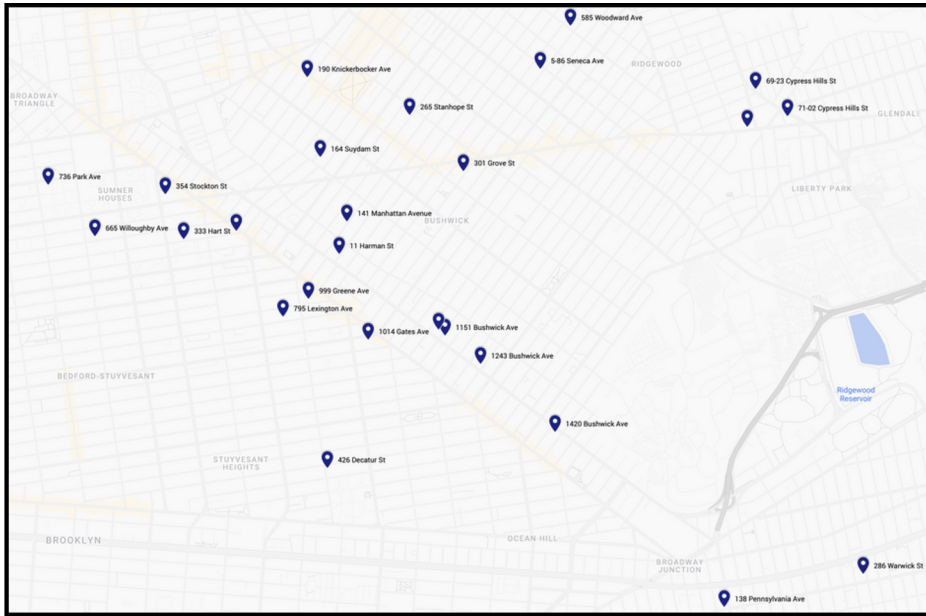 585 Woodward Ave
5-86 Seneca Ave
RIDGEWOOD
190 Knickerbocker Ave
69-23 Cypress Hills St
BROADWAY
TRIANGLE
265 Stanhope St
71-02 Cypress Hills St
GLENDALE
164 Suydam St
301 Grove St
736 Park Ave
354 Stockton St
SUMNER
HOUSES
LIBERTY PARK
141 Manhattan Avenue
BUSHWICK
665 Willoughby Ave
333 Hart St
11 Harman St
999 Greene Ave
795 Lexington Ave
1014 Gates Ave
1151 Bushwick Ave
1243 Bushwick Ave
BEDFORD-STUYVESANT
Ridgewood
Reservoir
1420 Bushwick Ave
STUYVESANT
HEIGHTS
426 Decatur St
BROOKLYN
OCEAN HILL
BROADWAY
JUNCTION
286 Warwick St
138 Pennsylvania Ave